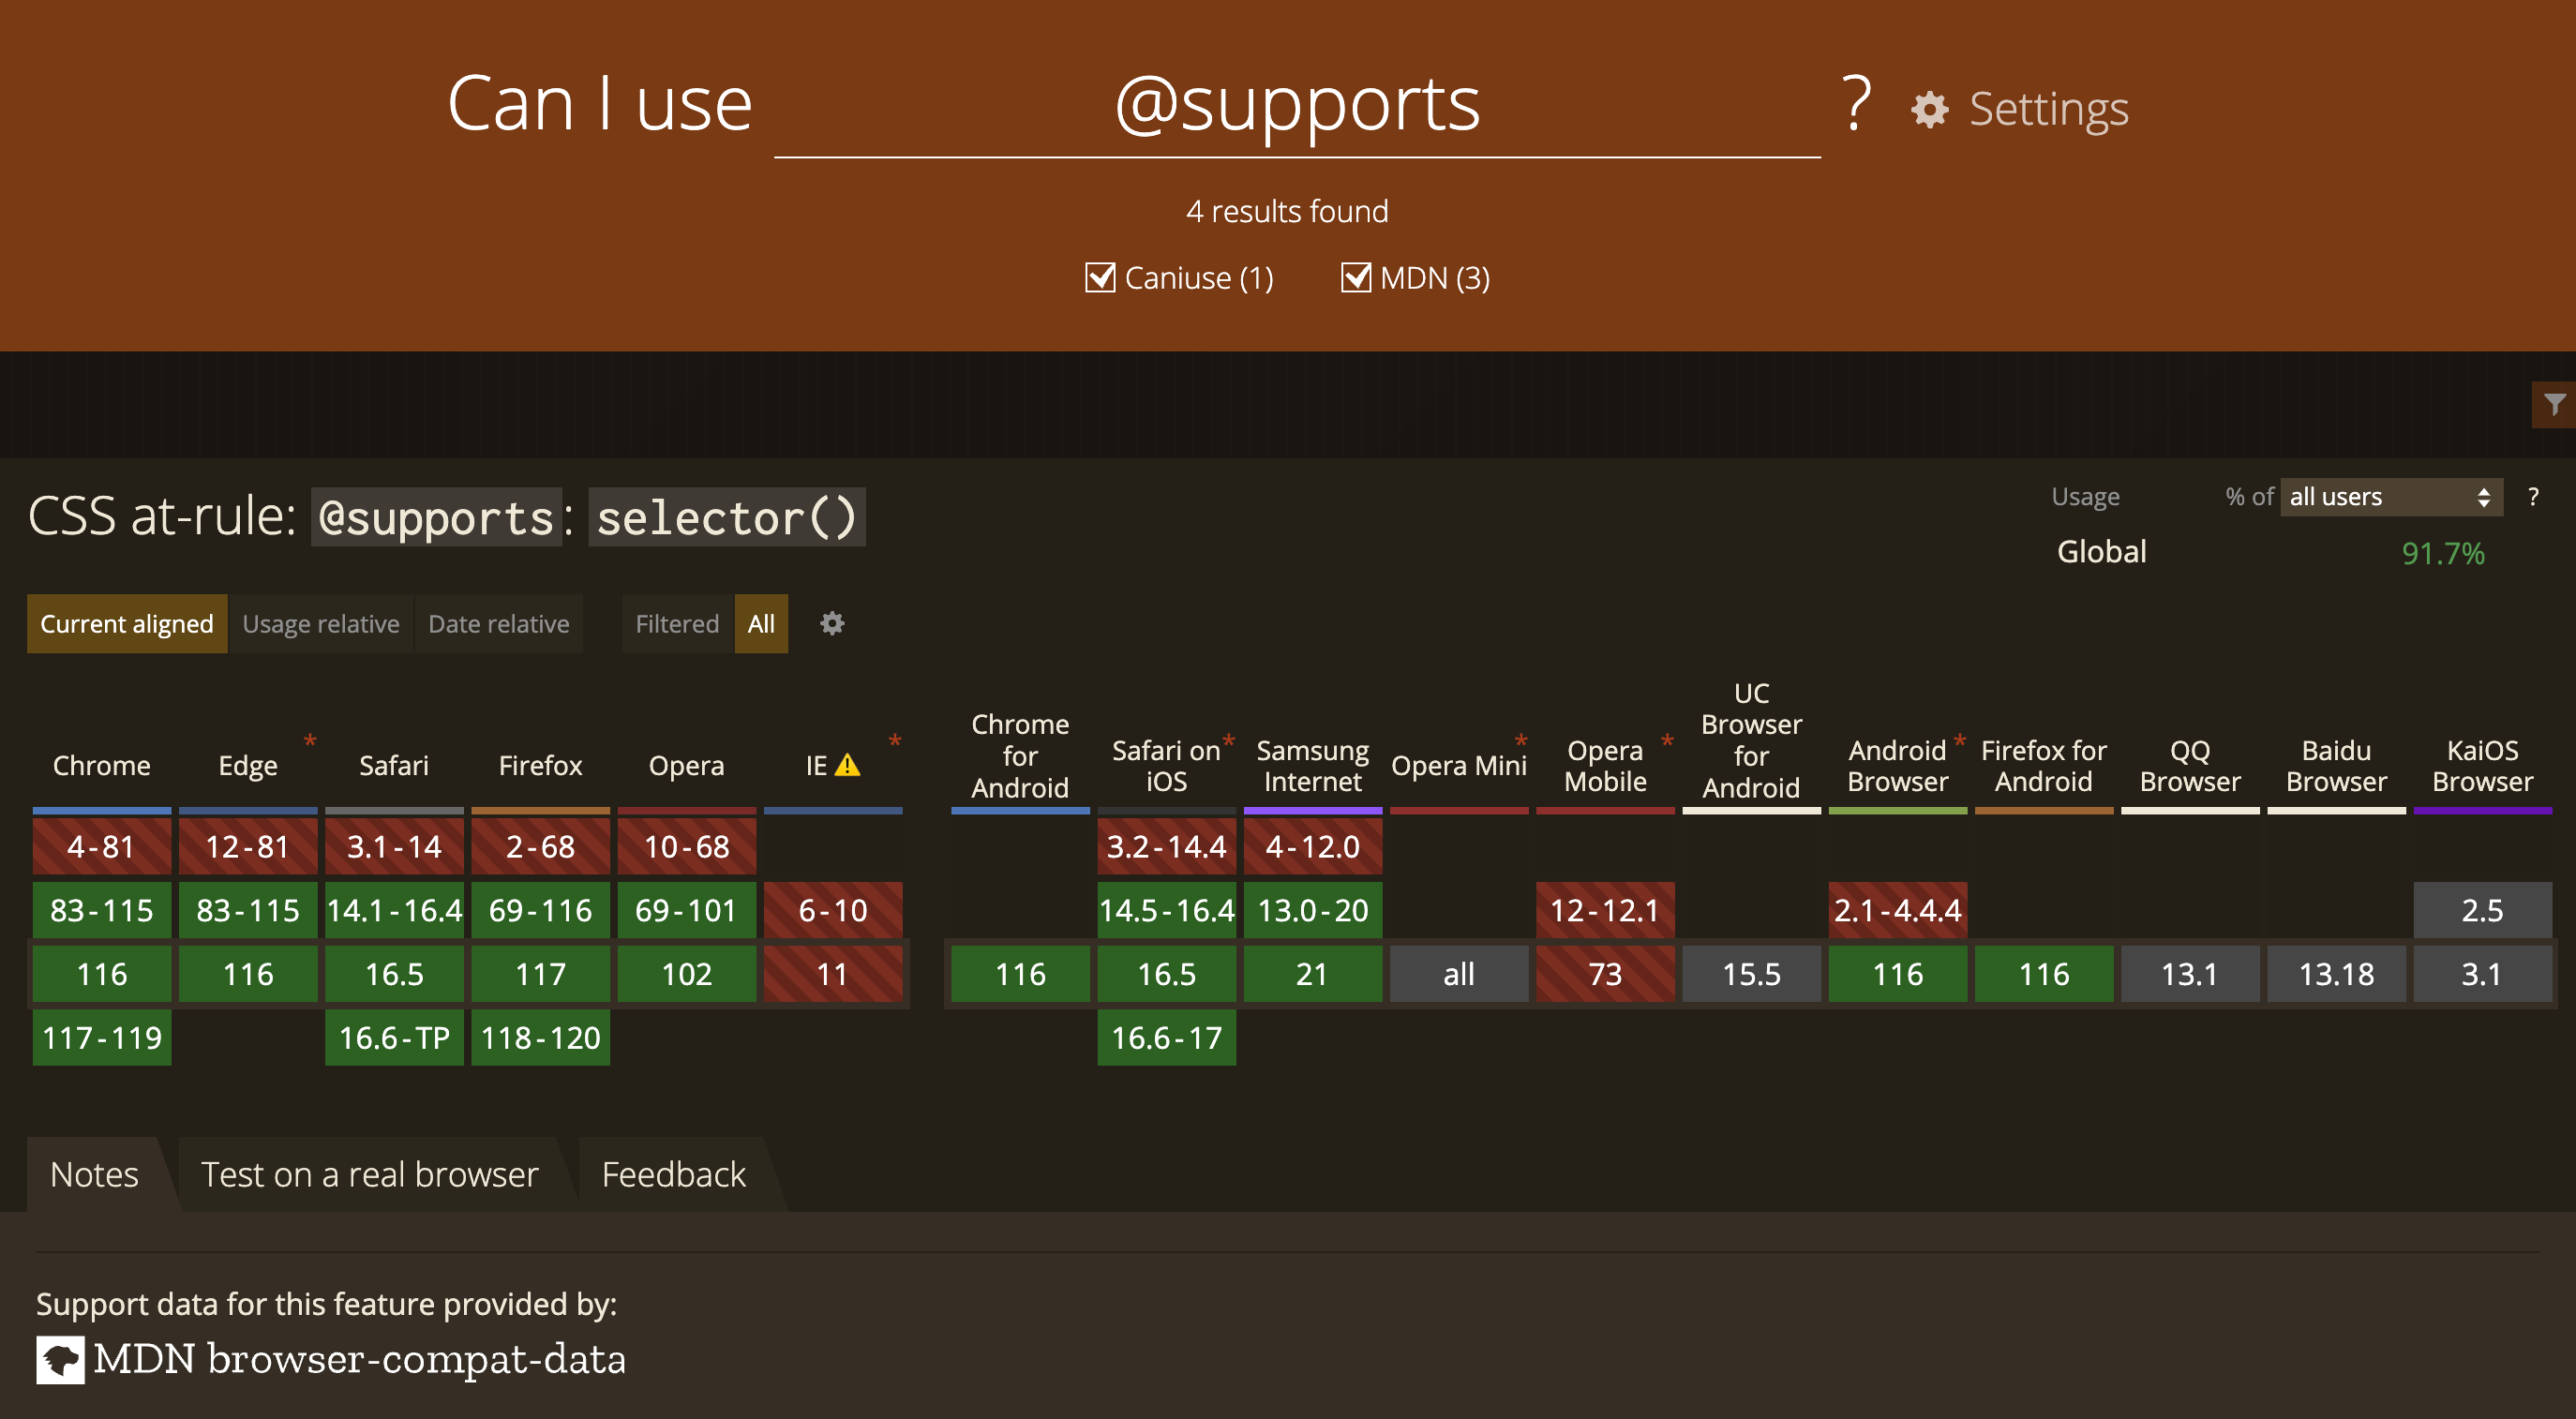 Can I use @supports ? Settings
4 results found
Caniuse (1) MDN (3)
CSS at-rule: @supports: selector()
Usage % of all users ?
Global 91.7%
Current aligned Usage relative Date relative Filtered All
Chrome Edge * Safari Firefox Opera IE * Chrome for Android Safari on iOS * Samsung Internet Opera Mini * Opera Mobile * UC Browser for Android Android Browser * Firefox for Android QQ Browser Baidu Browser KaiOS Browser
4-81 12-81 3.1-14 2-68 10-68 3.2-14.4 4-12.0
83-115 83-115 14.1-16.4 69-116 69-101 6-10 14.5-16.4 13.0-20 12-12.1 2.1-4.4.4 2.5
116 116 16.5 117 102 11 116 16.5 21 all 73 15.5 116 116 13.1 13.18 3.1
117-119 16.6-TP 118-120 16.6-17
Notes Test on a real browser Feedback
Support data for this feature provided by:
MDN browser-compat-data